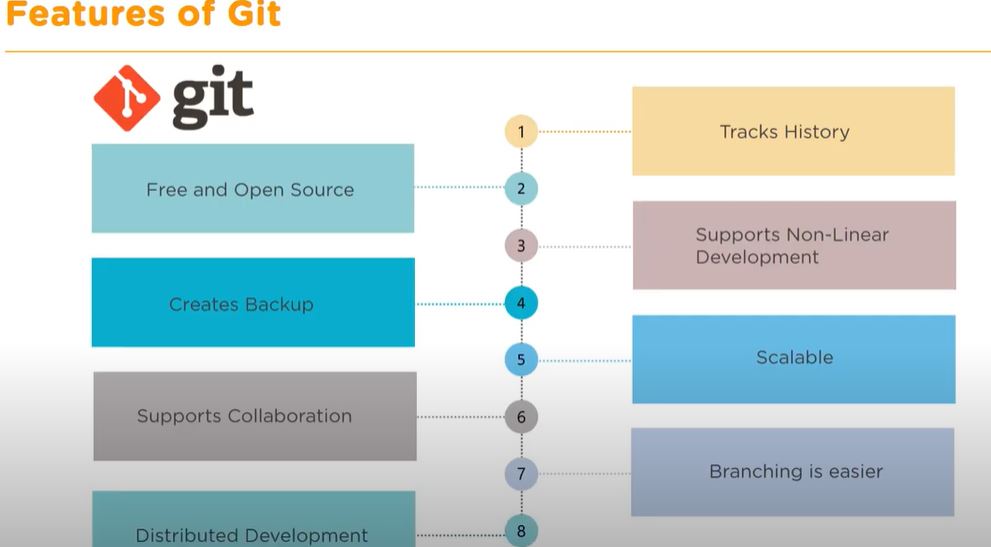 Features of Git
git
1
Tracks History
Free and Open Source
2
3
Supports Non-Linear
Development
Creates Backup
4
5
Scalable
Supports Collaboration
6
7
Branching is easier
Distributed Development
8